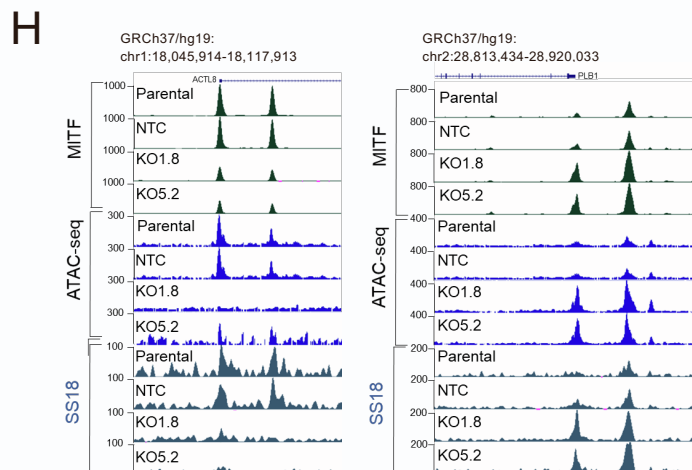 H
GRCh37/hg19:
chr1:18,045,914-18,117,913
ACTL8
MITF
1000
Parental
1000
NTC
1000
KO1.8
1000
KO5.2
ATAC-seq
300
Parental
300
NTC
300
KO1.8
300
KO5.2
SS18
100
Parental
100
NTC
100
KO1.8
100
KO5.2
GRCh37/hg19:
chr2:28,813,434-28,920,033
PLB1
MITF
800
Parental
800
NTC
800
KO1.8
800
KO5.2
ATAC-seq
400
Parental
400
NTC
400
KO1.8
400
KO5.2
SS18
200
Parental
200
NTC
200
KO1.8
200
KO5.2